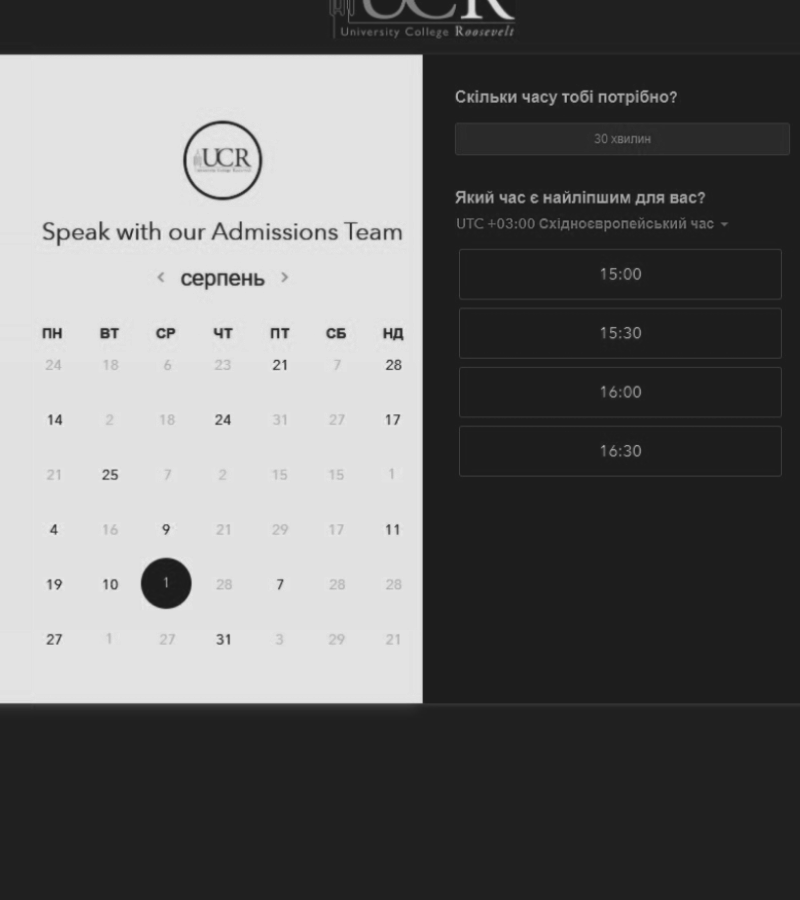 UCR
University College Roosevelt
UCR
Speak with our Admissions Team
серпень
ПН ВТ СР ЧТ ПТ СБ НД
24 18 6 23 21 7 28
14 2 18 24 31 27 17
21 25 7 2 15 15 1
4 16 9 21 29 17 11
19 10 1 28 7 28 28
27 1 27 31 3 29 21
Скільки часу тобі потрібно?
30 хвилин
Який час є найліпшим для вас?
UTC +03:00 Східноєвропейський час
15:00
15:30
16:00
16:30